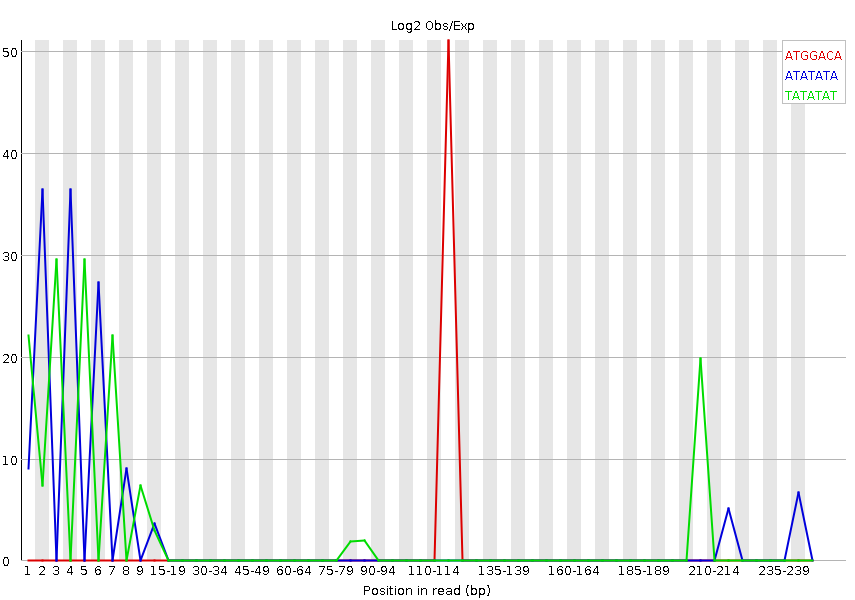 Log2 Obs/Exp
50
40
30
20
10
0
ATGGACA
ATATATA
TATATAT
1 2 3 4 5 6 7 8 9 15-19 30-34 45-49 60-64 75-79 90-94 110-114 135-139 160-164 185-189 210-214 235-239
Position in read (bp)